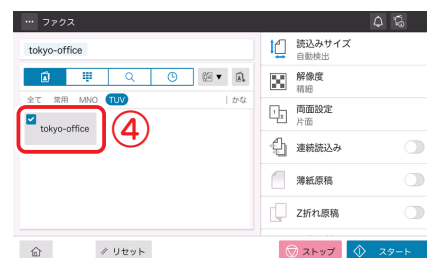 … ファクス
tokyo-office
全て 常用 MNO TUV かな
tokyo-office
④
読込みサイズ
自動検出
解像度
精細
両面設定
片面
連続読込み
薄紙原稿
Z折れ原稿
リセット
ストップ
スタート